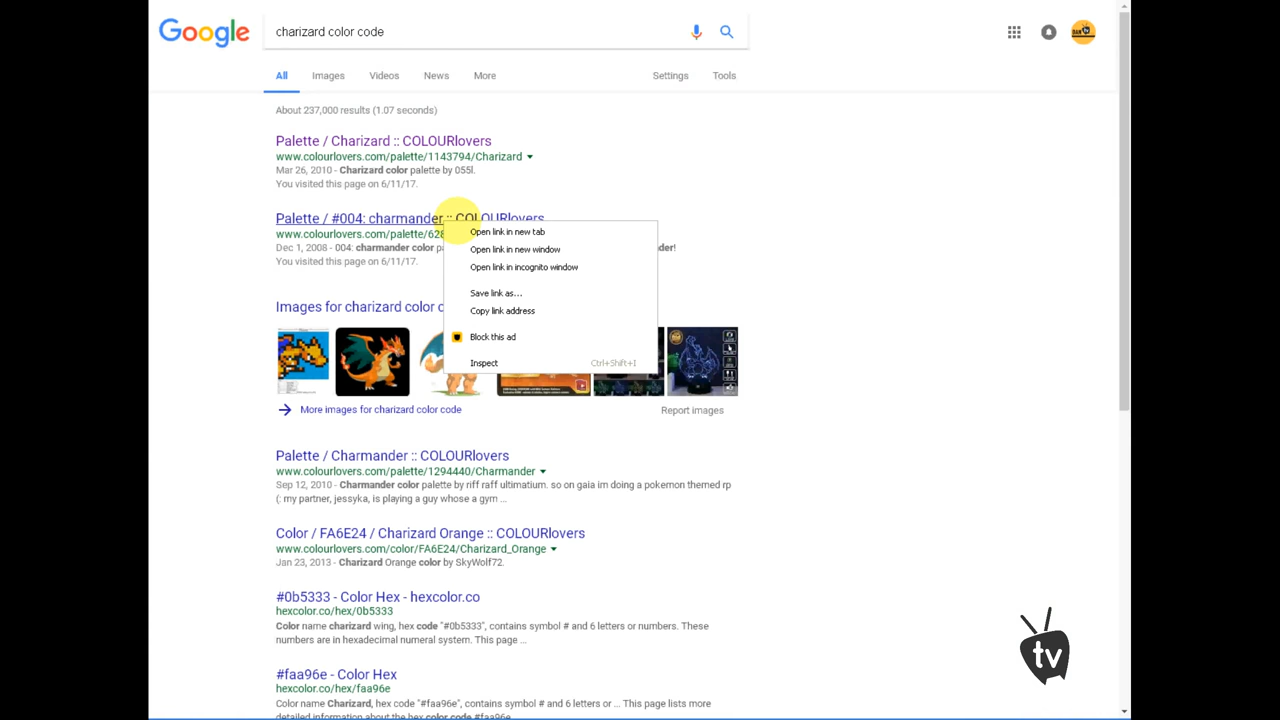 Google
charizard color code
All Images Videos News More Settings Tools
About 237,000 results (1.07 seconds)
Palette / Charizard :: COLOURlovers
www.colourlovers.com/palette/1143794/Charizard
Mar 26, 2010 - Charizard color palette by 055l.
You visited this page on 6/11/17.
Palette / #004: charmander :: COLOURlovers
www.colourlovers.com/palette/628
Dec 1, 2008 - 004: charmander color der!
You visited this page on 6/11/17.
Open link in new tab
Open link in new window
Open link in incognito window
Save link as...
Copy link address
Block this ad
Inspect Ctrl+Shift+I
Images for charizard color
More images for charizard color code Report images
Palette / Charmander :: COLOURlovers
www.colourlovers.com/palette/1294440/Charmander
Sep 12, 2010 - Charmander color palette by riff raff ultimatium. so on gaia im doing a pokemon themed rp
(: my partner, jessyka, is playing a guy whose a gym ...
Color / FA6E24 / Charizard Orange :: COLOURlovers
www.colourlovers.com/color/FA6E24/Charizard_Orange
Jan 23, 2013 - Charizard Orange color by SkyWolf72.
#0b5333 - Color Hex - hexcolor.co
hexcolor.co/hex/0b5333
Color name charizard wing, hex code "#0b5333", contains symbol # and 6 letters or numbers. These
numbers are in hexadecimal numeral system. This page ...
#faa96e - Color Hex
hexcolor.co/hex/faa96e
Color name Charizard, hex code "#faa96e", contains symbol # and 6 letters or ... This page lists more
detailed information about the hex color code #faa96e
tv